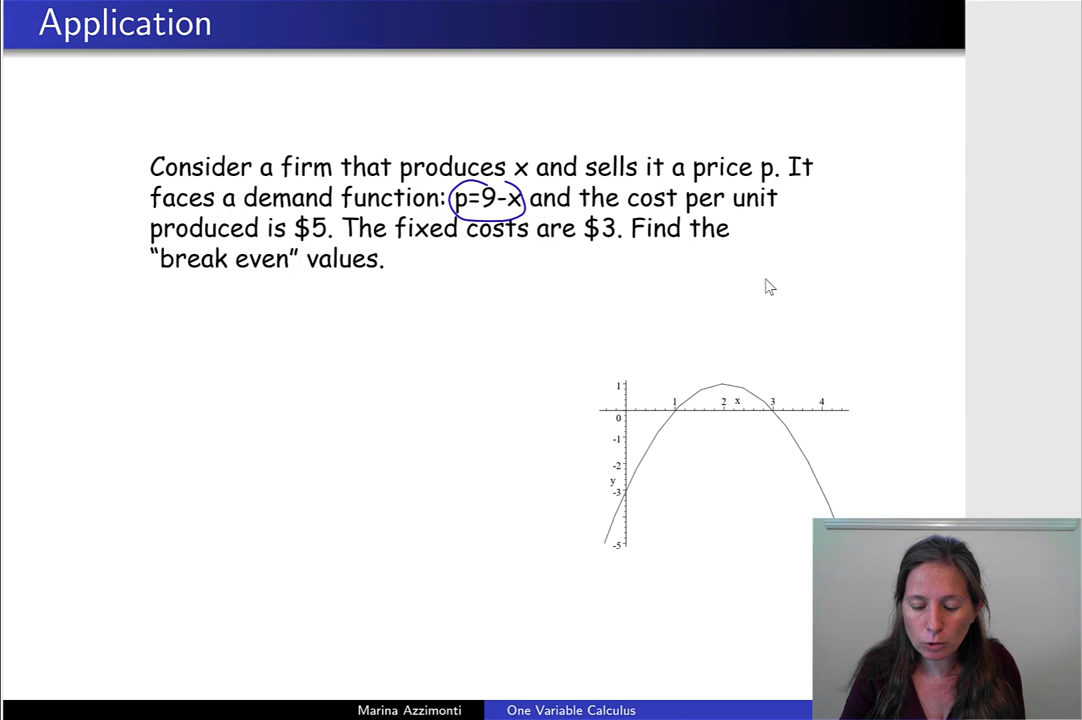 Application
Consider a firm that produces x and sells it a price p. It
faces a demand function: p=9-x and the cost per unit
produced is $5. The fixed costs are $3. Find the
“break even” values.
1
1 2 x 3 4
0
-1
-2
y
-3
-5
Marina Azzimonti One Variable Calculus